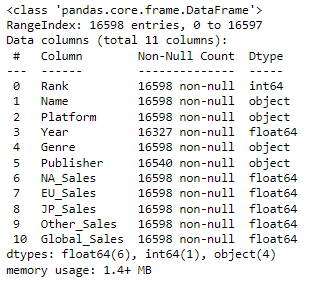 <class 'pandas.core.frame.DataFrame'>
RangeIndex: 16598 entries, 0 to 16597
Data columns (total 11 columns):
 #   Column        Non-Null Count  Dtype
---  ------        --------------  -----
 0   Rank          16598 non-null  int64
 1   Name          16598 non-null  object
 2   Platform      16598 non-null  object
 3   Year          16327 non-null  float64
 4   Genre         16598 non-null  object
 5   Publisher     16540 non-null  object
 6   NA_Sales      16598 non-null  float64
 7   EU_Sales      16598 non-null  float64
 8   JP_Sales      16598 non-null  float64
 9   Other_Sales   16598 non-null  float64
 10  Global_Sales  16598 non-null  float64
dtypes: float64(6), int64(1), object(4)
memory usage: 1.4+ MB